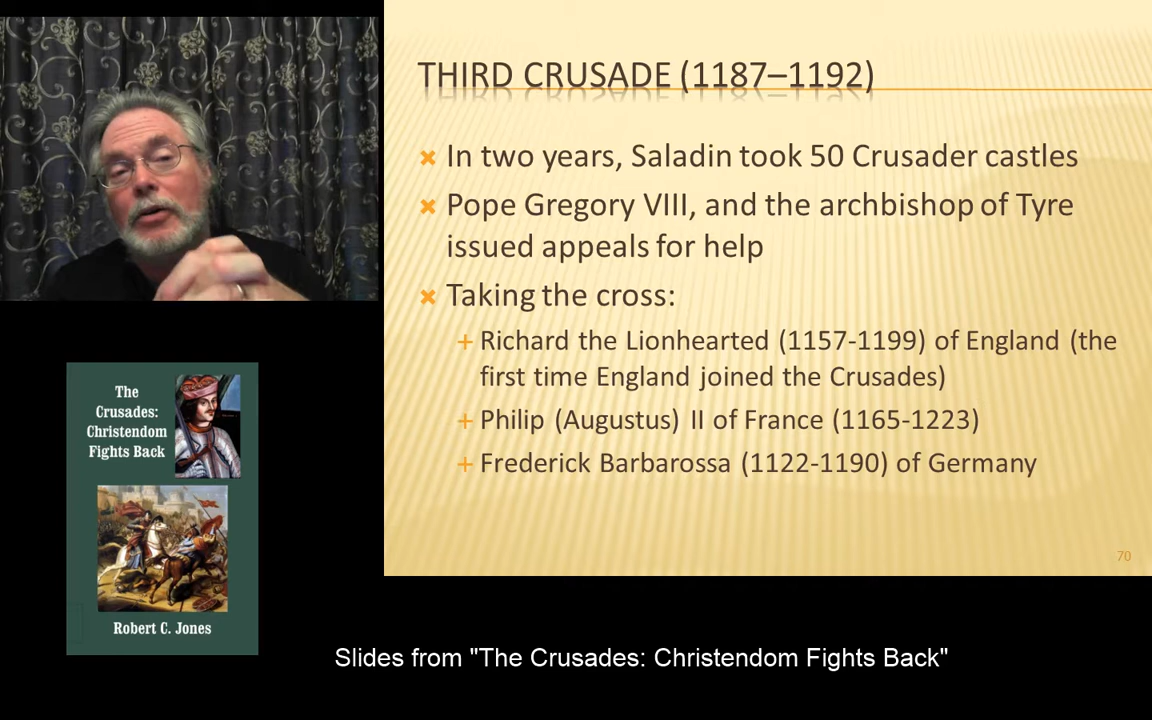 THIRD CRUSADE (1187–1192)
In two years, Saladin took 50 Crusader castles
Pope Gregory VIII, and the archbishop of Tyre
issued appeals for help
Taking the cross:
Richard the Lionhearted (1157-1199) of England (the
first time England joined the Crusades)
Philip (Augustus) II of France (1165-1223)
Frederick Barbarossa (1122-1190) of Germany
70
The
Crusades:
Christendom
Fights Back
Robert C. Jones
Slides from "The Crusades: Christendom Fights Back"